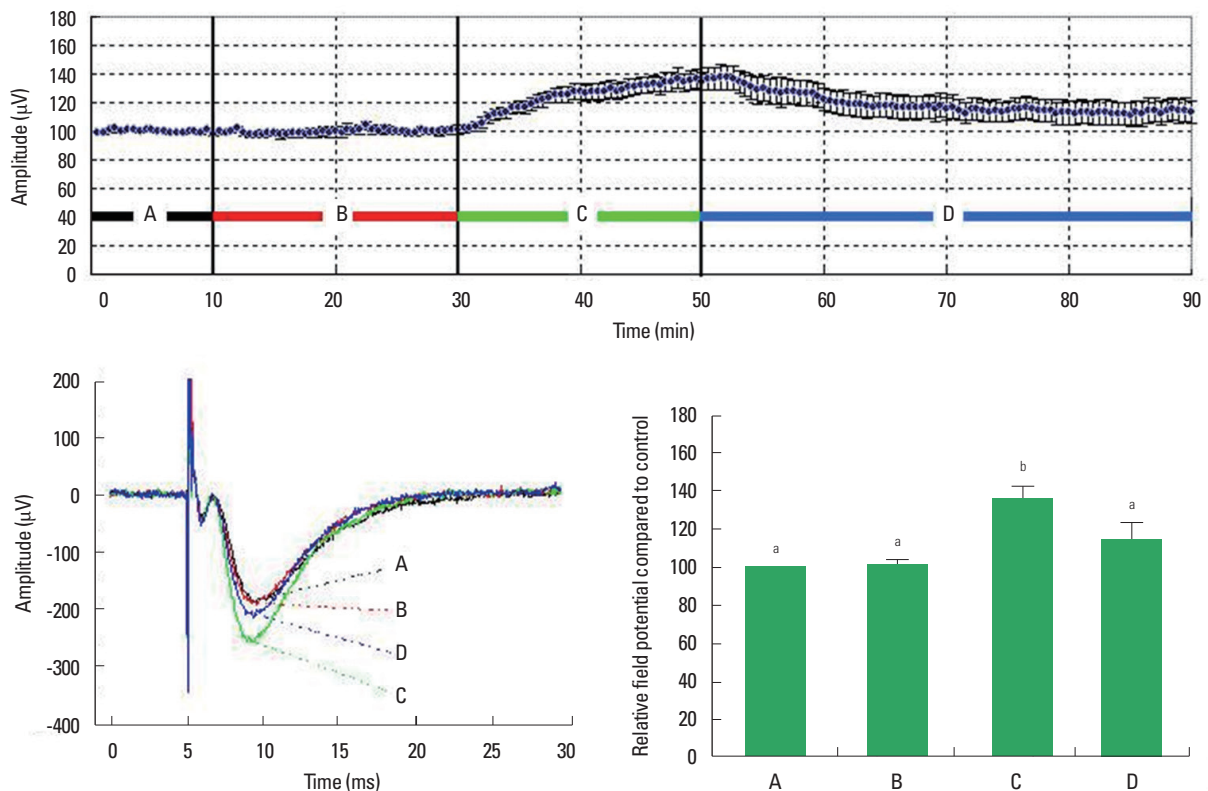 180
160
140
120
100
80
60
40
20
0
Amplitude (μV)
A
B
C
D
0 10 20 30 40 50 60 70 80 90
Time (min)
200
100
0
-100
-200
-300
-400
Amplitude (μV)
A
B
D
C
0 5 10 15 20 25 30
Time (ms)
180
160
140
120
100
80
60
40
20
0
Relative field potential compared to control
a
a
b
a
A B C D